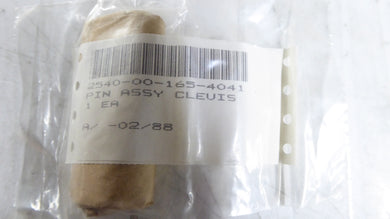 2540-00-165-4041
PIN ASSY CLEVIS
1 EA
A/ -02/88